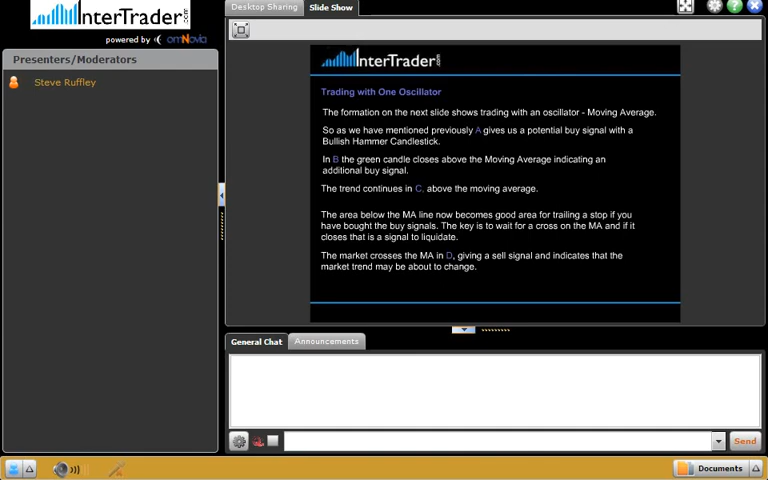 InterTrader.com
powered by omNovia
Presenters/Moderators
Steve Ruffley
Desktop Sharing
Slide Show
InterTrader.com
Trading with One Oscillator
The formation on the next slide shows trading with an oscillator - Moving Average.
So as we have mentioned previously A gives us a potential buy signal with a
Bullish Hammer Candlestick.
In B the green candle closes above the Moving Average indicating an
additional buy signal.
The trend continues in C, above the moving average.
The area below the MA line now becomes good area for trailing a stop if you
have bought the buy signals. The key is to wait for a cross on the MA and if it
closes that is a signal to liquidate.
The market crosses the MA in D, giving a sell signal and indicates that the
market trend may be about to change.
General Chat
Announcements
Send
Documents